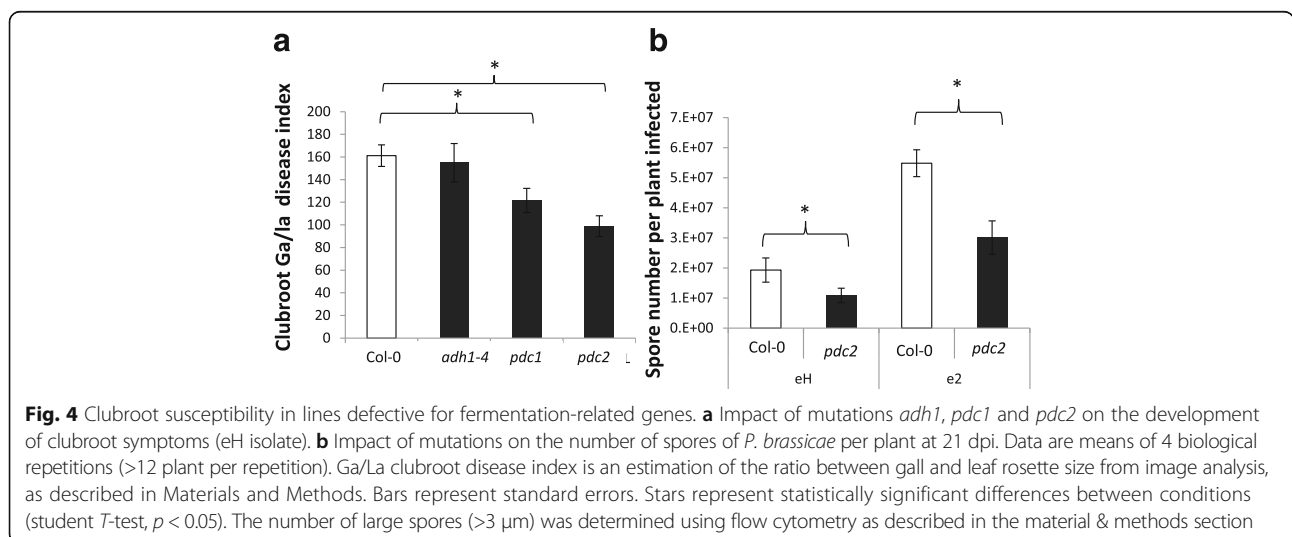 a
b
*
*
Clubroot Ga/la disease index
200
180
160
140
120
100
80
60
40
20
0
Col-0 adh1-4 pdc1 pdc2 L
*
*
Spore number per plant infected
7.E+07
6.E+07
5.E+07
4.E+07
3.E+07
2.E+07
1.E+07
0.E+00
Col-0 pdc2 Col-0 pdc2
eH e2
Fig. 4 Clubroot susceptibility in lines defective for fermentation-related genes. a Impact of mutations adh1, pdc1 and pdc2 on the development
of clubroot symptoms (eH isolate). b Impact of mutations on the number of spores of P. brassicae per plant at 21 dpi. Data are means of 4 biological
repetitions (>12 plant per repetition). Ga/La clubroot disease index is an estimation of the ratio between gall and leaf rosette size from image analysis,
as described in Materials and Methods. Bars represent standard errors. Stars represent statistically significant differences between conditions
(student T-test, p < 0.05). The number of large spores (>3 μm) was determined using flow cytometry as described in the material & methods section